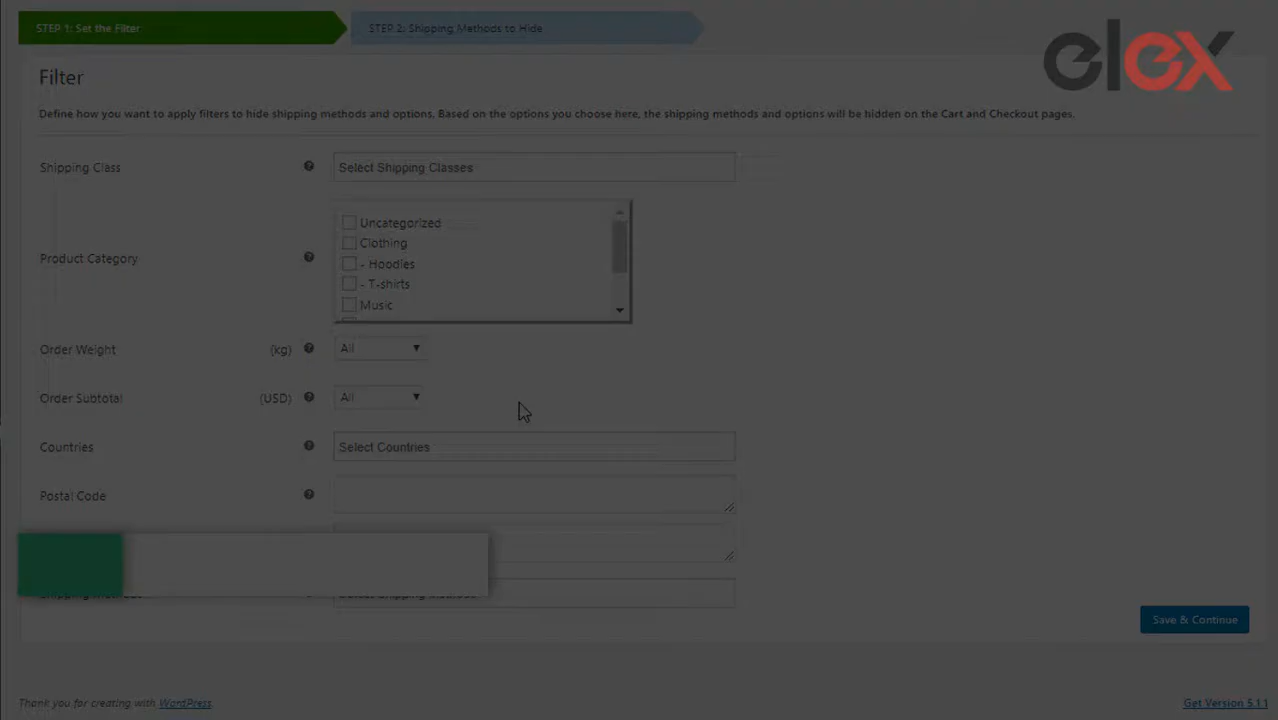 STEP 1: Set the Filter
STEP 2: Shipping Methods to Hide
elex
Filter
Define how you want to apply filters to hide shipping methods and options. Based on the options you choose here, the shipping methods and options will be hidden on the Cart and Checkout pages.
Shipping Class
Select Shipping Classes
Product Category
Uncategorized
Clothing
- Hoodies
- T-shirts
Music
Order Weight (kg) All
Order Subtotal (USD) All
Countries
Select Countries
Postal Code
Save & Continue
Thank you for creating with WordPress.
Get Version 5.1.1